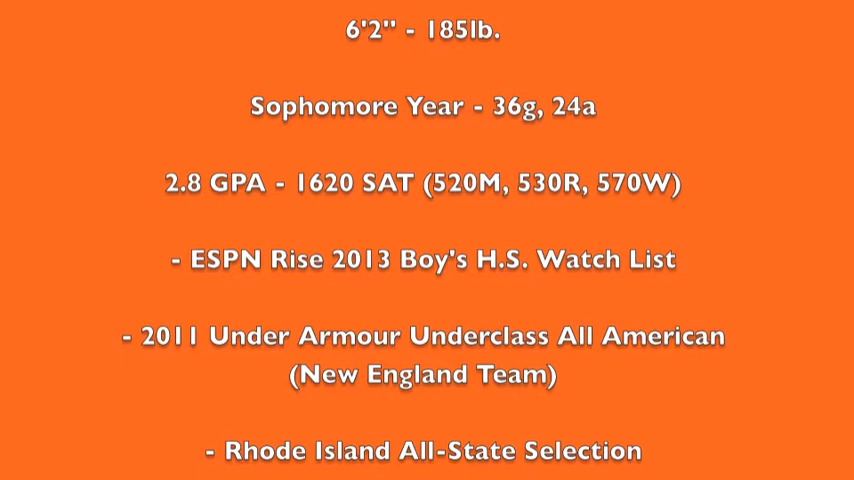 6'2" - 185lb.
Sophomore Year - 36g, 24a
2.8 GPA - 1620 SAT (520M, 530R, 570W)
- ESPN Rise 2013 Boy's H.S. Watch List
- 2011 Under Armour Underclass All American
(New England Team)
- Rhode Island All-State Selection